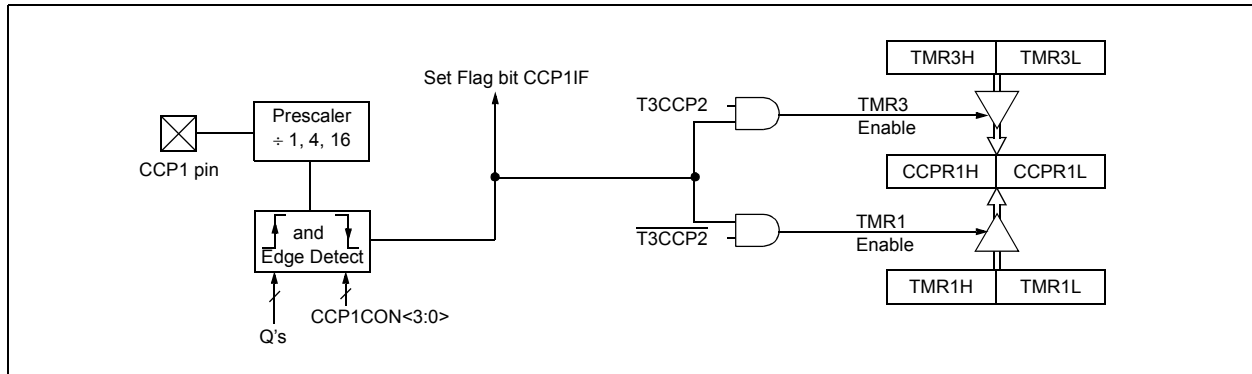 TMR3H TMR3L
Set Flag bit CCP1IF
T3CCP2
TMR3
Enable
Prescaler
÷ 1, 4, 16
CCP1 pin
CCPR1H CCPR1L
and
Edge Detect
T3CCP2
TMR1
Enable
TMR1H TMR1L
CCP1CON<3:0>
Q's